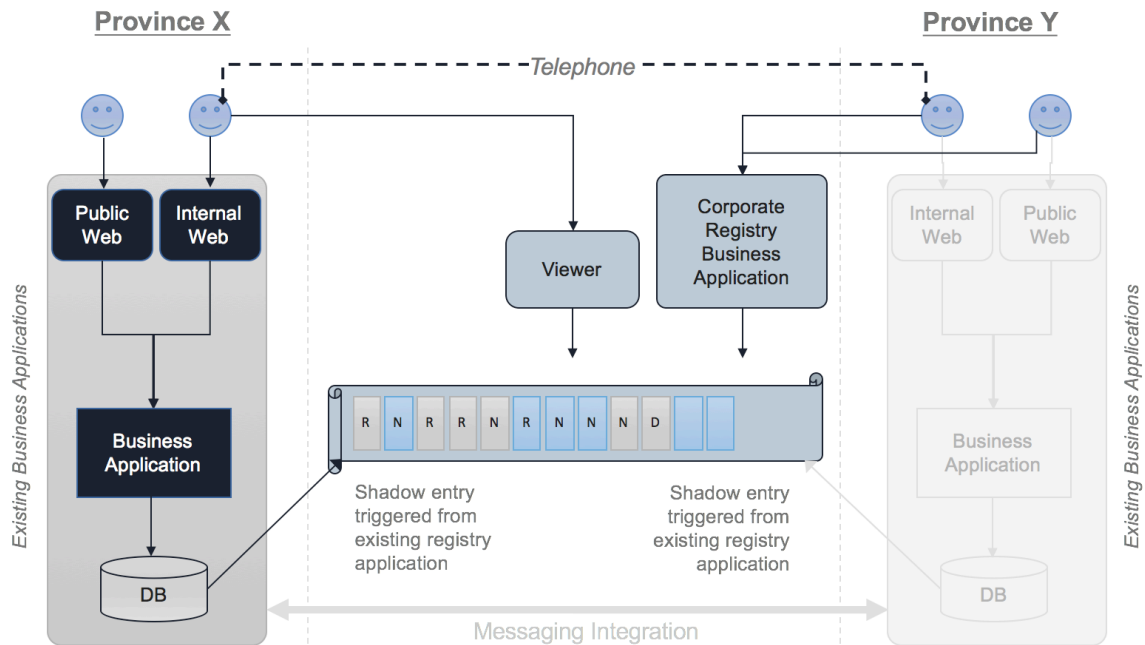 Province X
Province Y
Telephone
Public
Web
Internal
Web
Corporate
Registry
Business
Application
Internal
Web
Public
Web
Viewer
Existing Business Applications
Existing Business Applications
R N R R N R N N N D
Business
Application
Business
Application
Shadow entry
triggered from
existing registry
application
Shadow entry
triggered from
existing registry
application
DB
DB
Messaging Integration